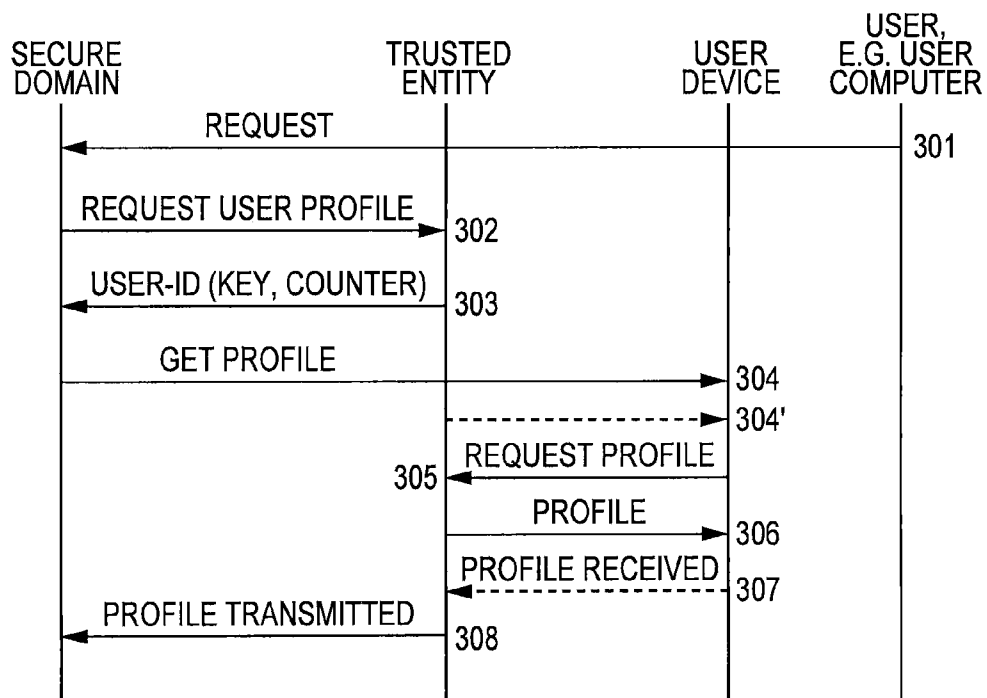 SECURE
DOMAIN
TRUSTED
ENTITY
USER
DEVICE
USER,
E.G. USER
COMPUTER
REQUEST
301
REQUEST USER PROFILE
302
USER-ID (KEY, COUNTER)
303
GET PROFILE
304
304'
REQUEST PROFILE
305
PROFILE
306
PROFILE RECEIVED
307
PROFILE TRANSMITTED
308